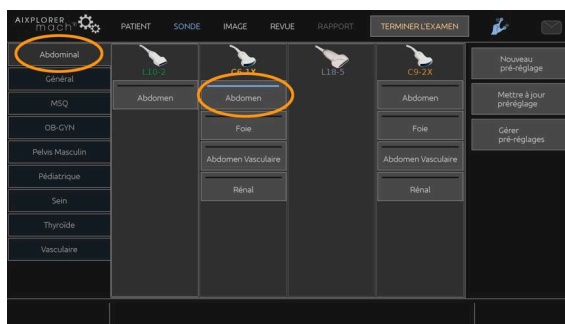 AIXPLORER
mach
PATIENT SONDE IMAGE REVUE RAPPORT TERMINER L'EXAMEN
Abdominal
Général
MSQ
OB-GYN
Pelvis Masculin
Pédiatrique
Sein
Thyroïde
Vasculaire
L10-2
Abdomen
C6-1X
Abdomen
Foie
Abdomen Vasculaire
Rénal
L18-5
C9-2X
Abdomen
Foie
Abdomen Vasculaire
Rénal
Nouveau
pré-réglage
Mettre à jour
préréglage
Gérer
pré-réglages